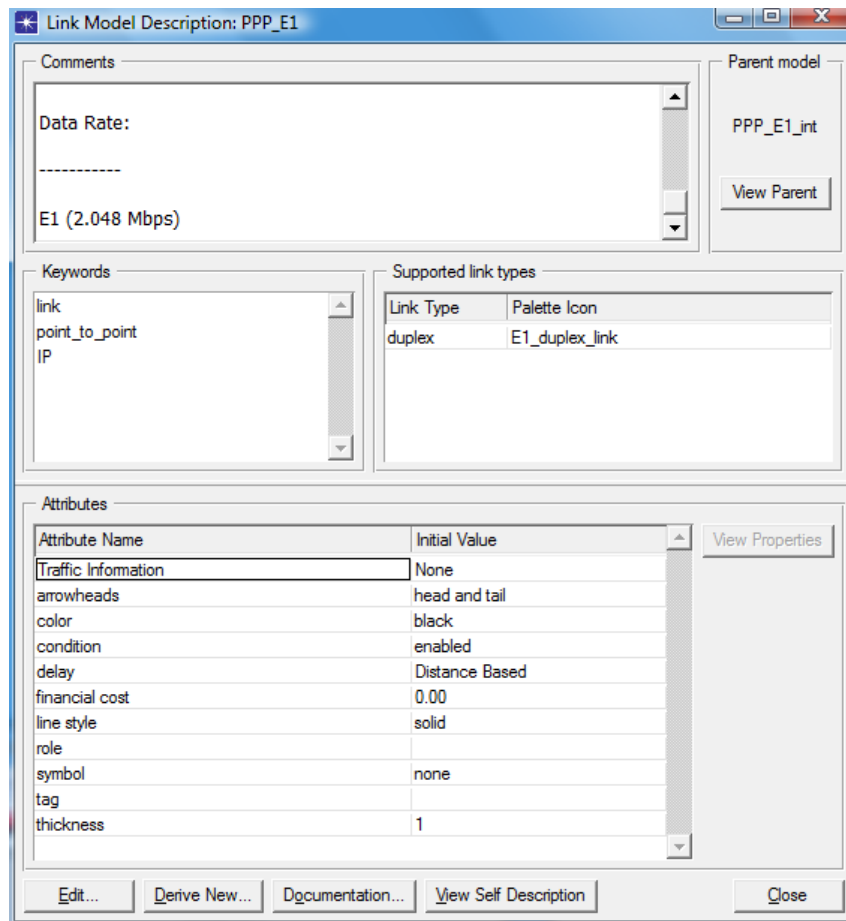 Link Model Description: PPP_E1
Comments
Data Rate:
-----------
E1 (2.048 Mbps)
Parent model
PPP_E1_int
View Parent
Keywords
link
point_to_point
IP
Supported link types
Link Type Palette Icon
duplex E1_duplex_link
Attributes
Attribute Name Initial Value
Traffic Information None
arrowheads head and tail
color black
condition enabled
delay Distance Based
financial cost 0.00
line style solid
role
symbol none
tag
thickness 1
View Properties
Edit... Derive New... Documentation... View Self Description Close